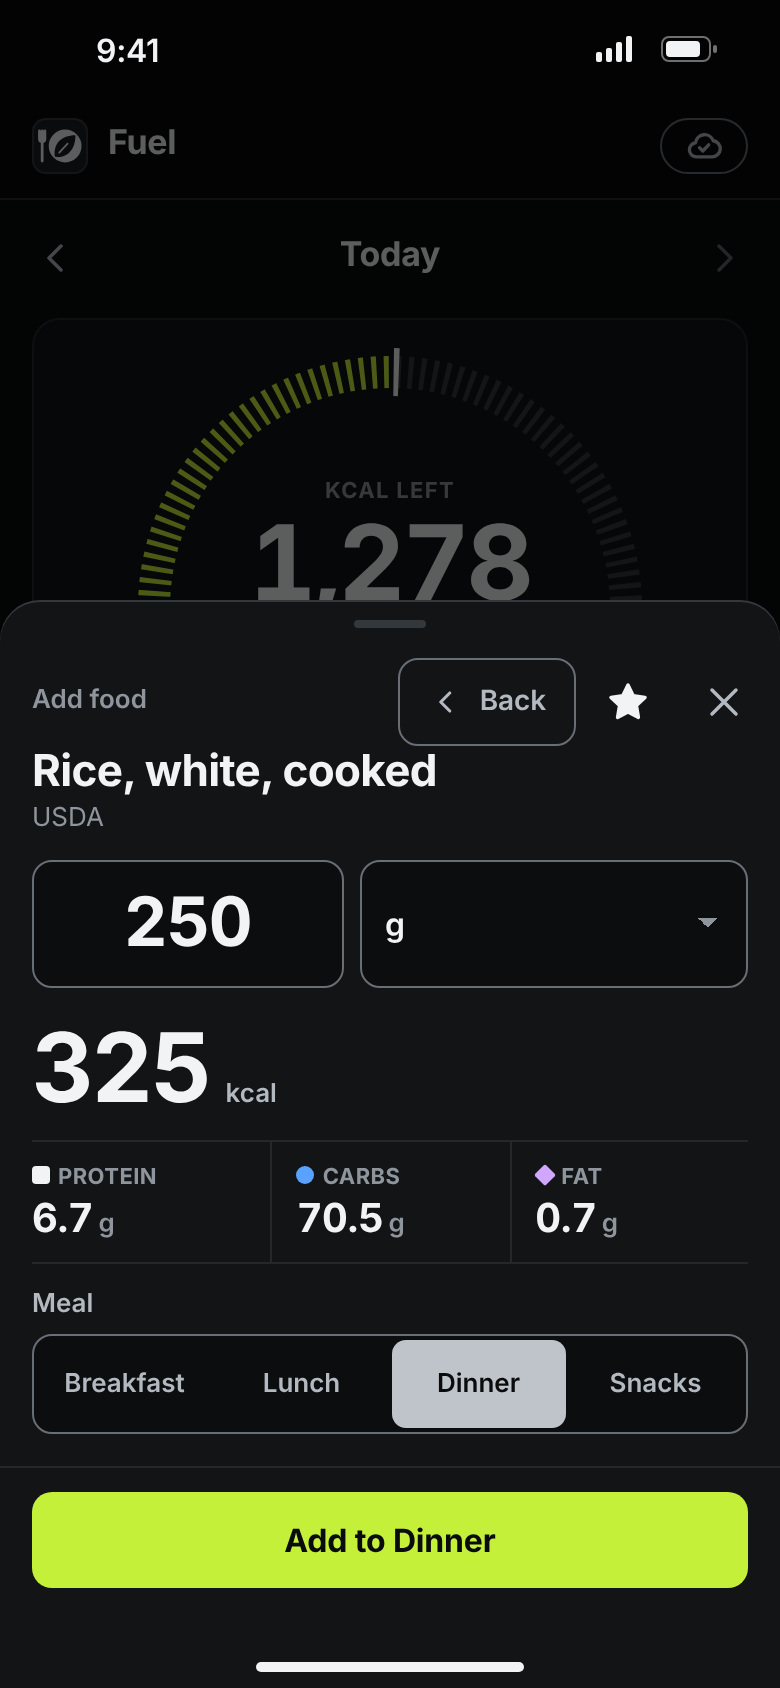 9:41
Fuel
Today
KCAL LEFT
1,278
Add food
Back
Rice, white, cooked
USDA
250
g
325 kcal
PROTEIN
CARBS
FAT
6.7 g
70.5 g
0.7 g
Meal
Breakfast
Lunch
Dinner
Snacks
Add to Dinner